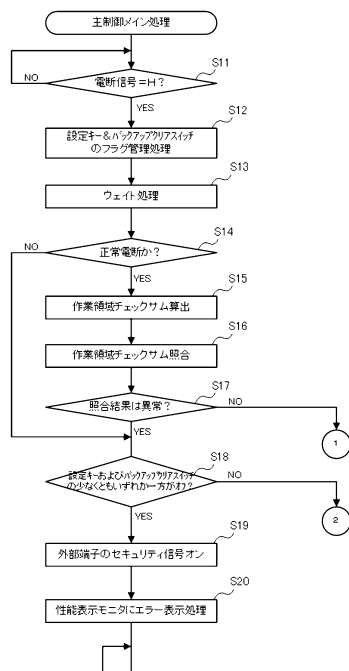 主制御メイン処理
S11
電断信号=H?
NO
YES
S12
設定キー&バックアップクリアスイッチ
のフラグ管理処理
S13
ウェイト処理
S14
NO
正常電断か?
YES
S15
作業領域チェックサム算出
S16
作業領域チェックサム照合
S17
照合結果は異常?
NO
YES
1
S18
設定キーおよびバックアップクリアスイッチ
の少なくともいずれか一方がオフ?
NO
YES
2
S19
外部端子のセキュリティ信号オン
S20
性能表示モニタにエラー表示処理